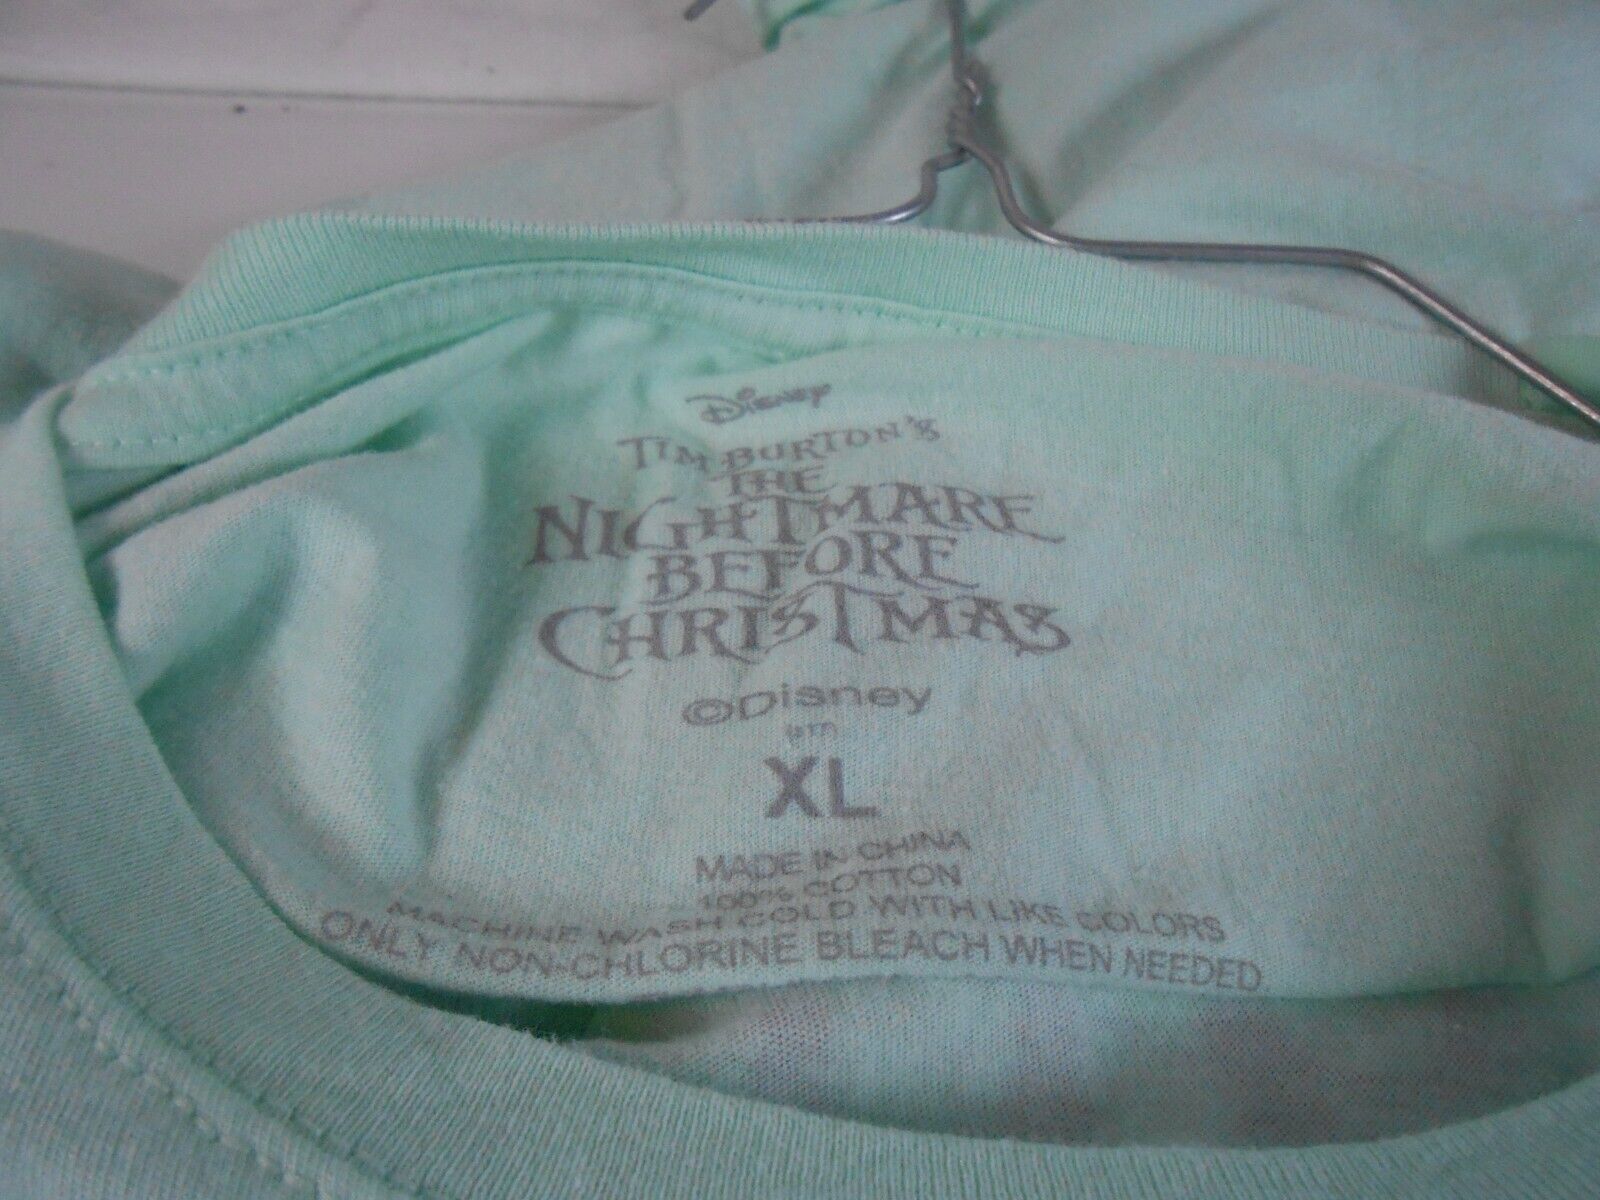 Disney
TIM BURTON'S
THE
NIGHTMARE
BEFORE
CHRISTMAS
©Disney
XL
MADE IN CHINA
100% COTTON
MACHINE WASH COLD WITH LIKE COLORS
ONLY NON-CHLORINE BLEACH WHEN NEEDED